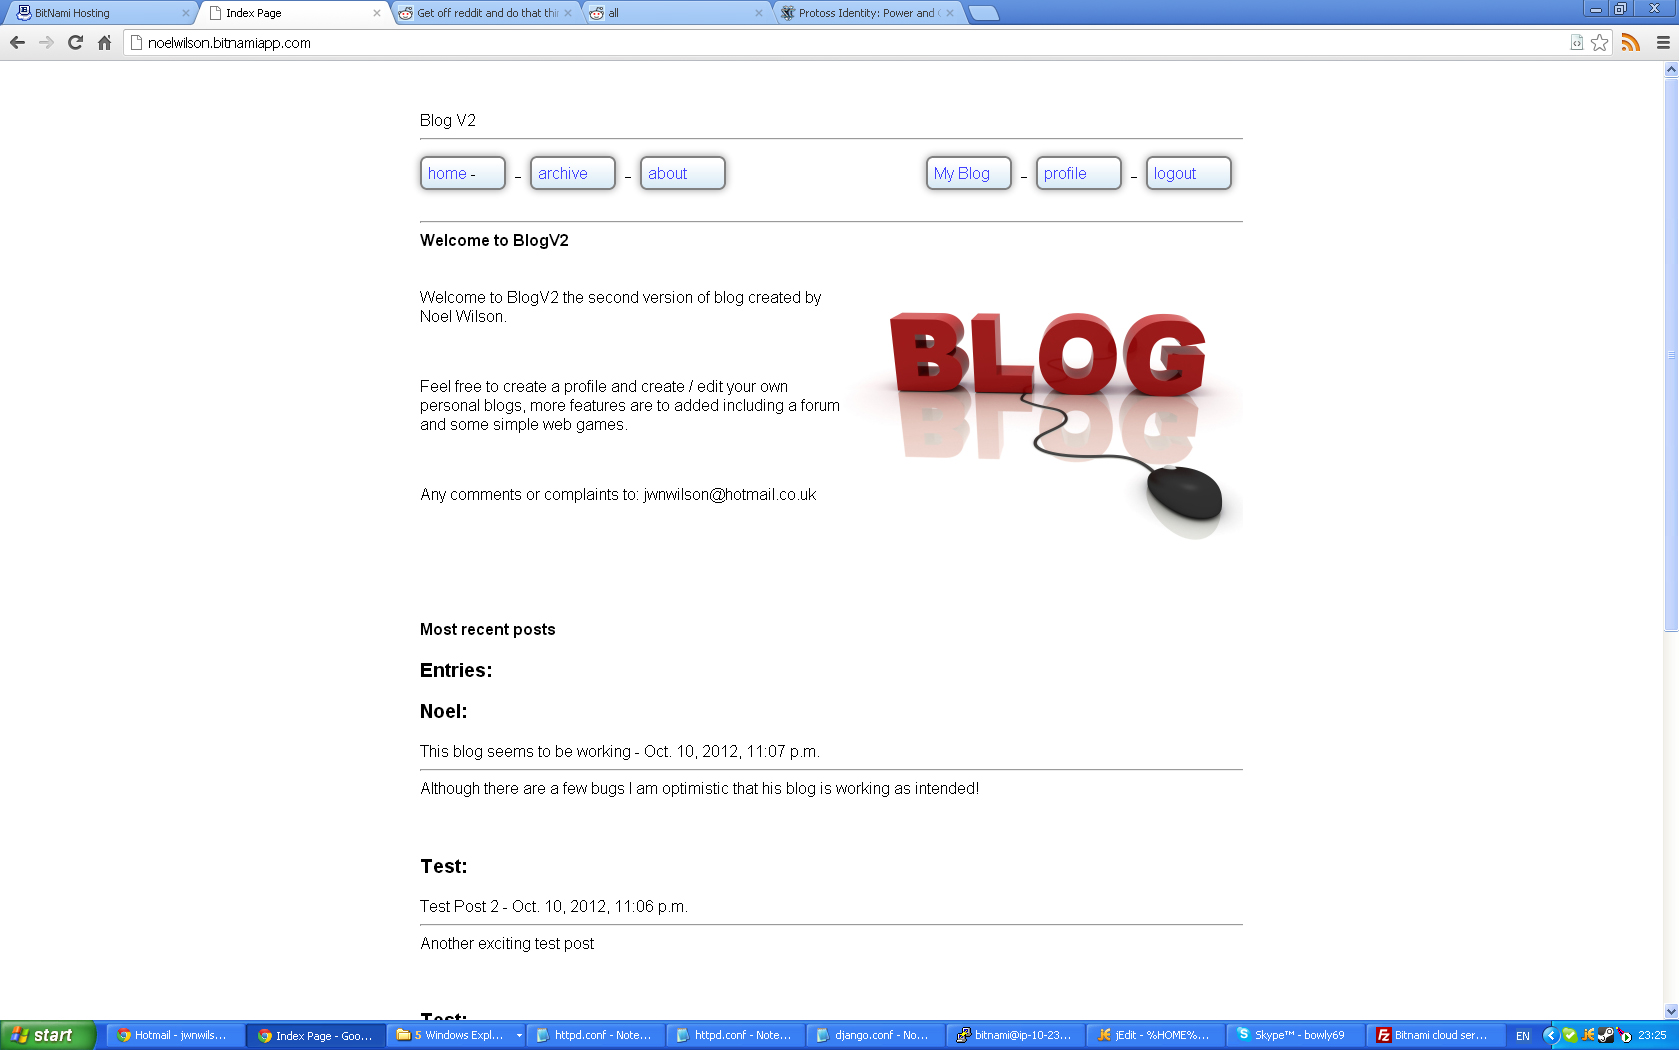 BitNami Hosting
Index Page
Get off reddit and do that thi
all
Protoss Identity: Power and
noelwilson.bitnamiapp.com
Blog V2
home -
–
archive
–
about
My Blog
–
profile
–
logout
Welcome to BlogV2
Welcome to BlogV2 the second version of blog created by
Noel Wilson.
Feel free to create a profile and create / edit your own
personal blogs, more features are to added including a forum
and some simple web games.
Any comments or complaints to: jwnwilson@hotmail.co.uk
BLOG
Most recent posts
Entries:
Noel:
This blog seems to be working - Oct. 10, 2012, 11:07 p.m.
Although there are a few bugs I am optimistic that his blog is working as intended!
Test:
Test Post 2 - Oct. 10, 2012, 11:06 p.m.
Another exciting test post
Test:
start
Hotmail - jwnwils...
Index Page - Goo...
5 Windows Expl...
httpd.conf - Note...
httpd.conf - Note...
django.conf - No...
bitnami@ip-10-23...
jEdit - %HOME%...
Skype™ - bowly69
Bitnami cloud ser...
EN
23:25